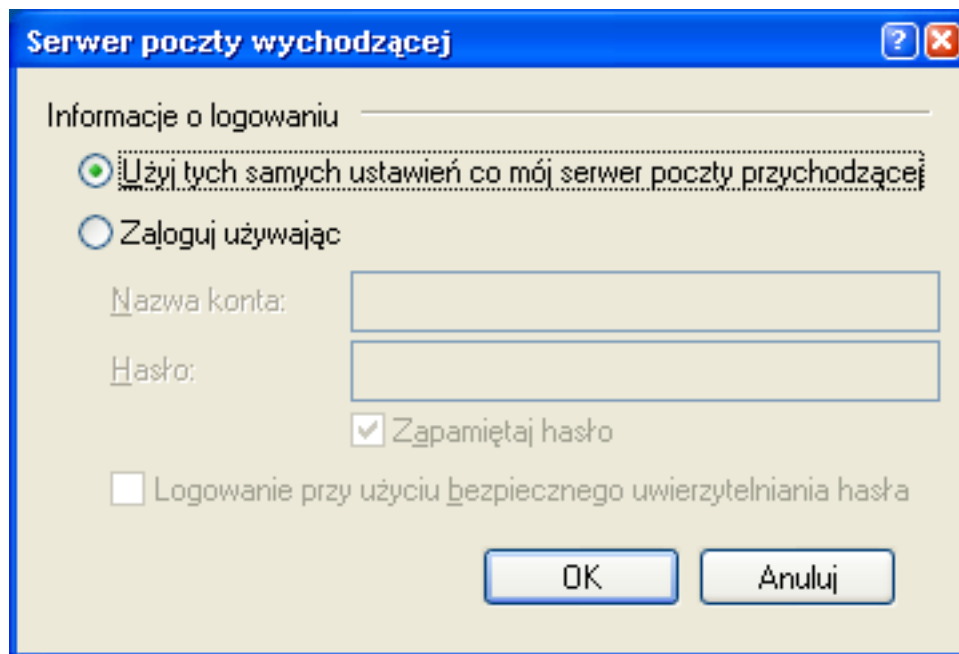 Serwer poczty wychodzącej
Informacje o logowaniu
Użyj tych samych ustawień co mój serwer poczty przychodzącej
Zaloguj używając
Nazwa konta:
Hasło:
Zapamiętaj hasło
Logowanie przy użyciu bezpiecznego uwierzytelniania hasła
OK Anuluj